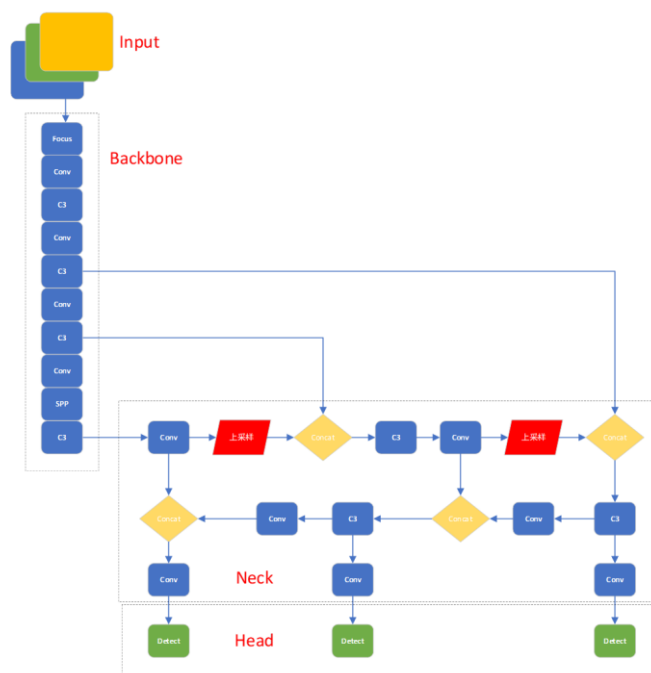 Input
Focus
Backbone
Conv
C3
Conv
C3
Conv
C3
Conv
SPP
C3
Conv
上采样
Concat
C3
Conv
上采样
Concat
Concat
Conv
C3
Concat
Conv
C3
Conv
Neck
Conv
Conv
Detect
Head
Detect
Detect